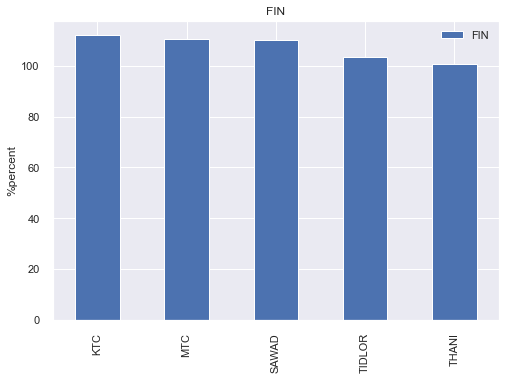 FIN
FIN
%percent
100
80
60
40
20
0
KTC
MTC
SAWAD
TIDLOR
THANI